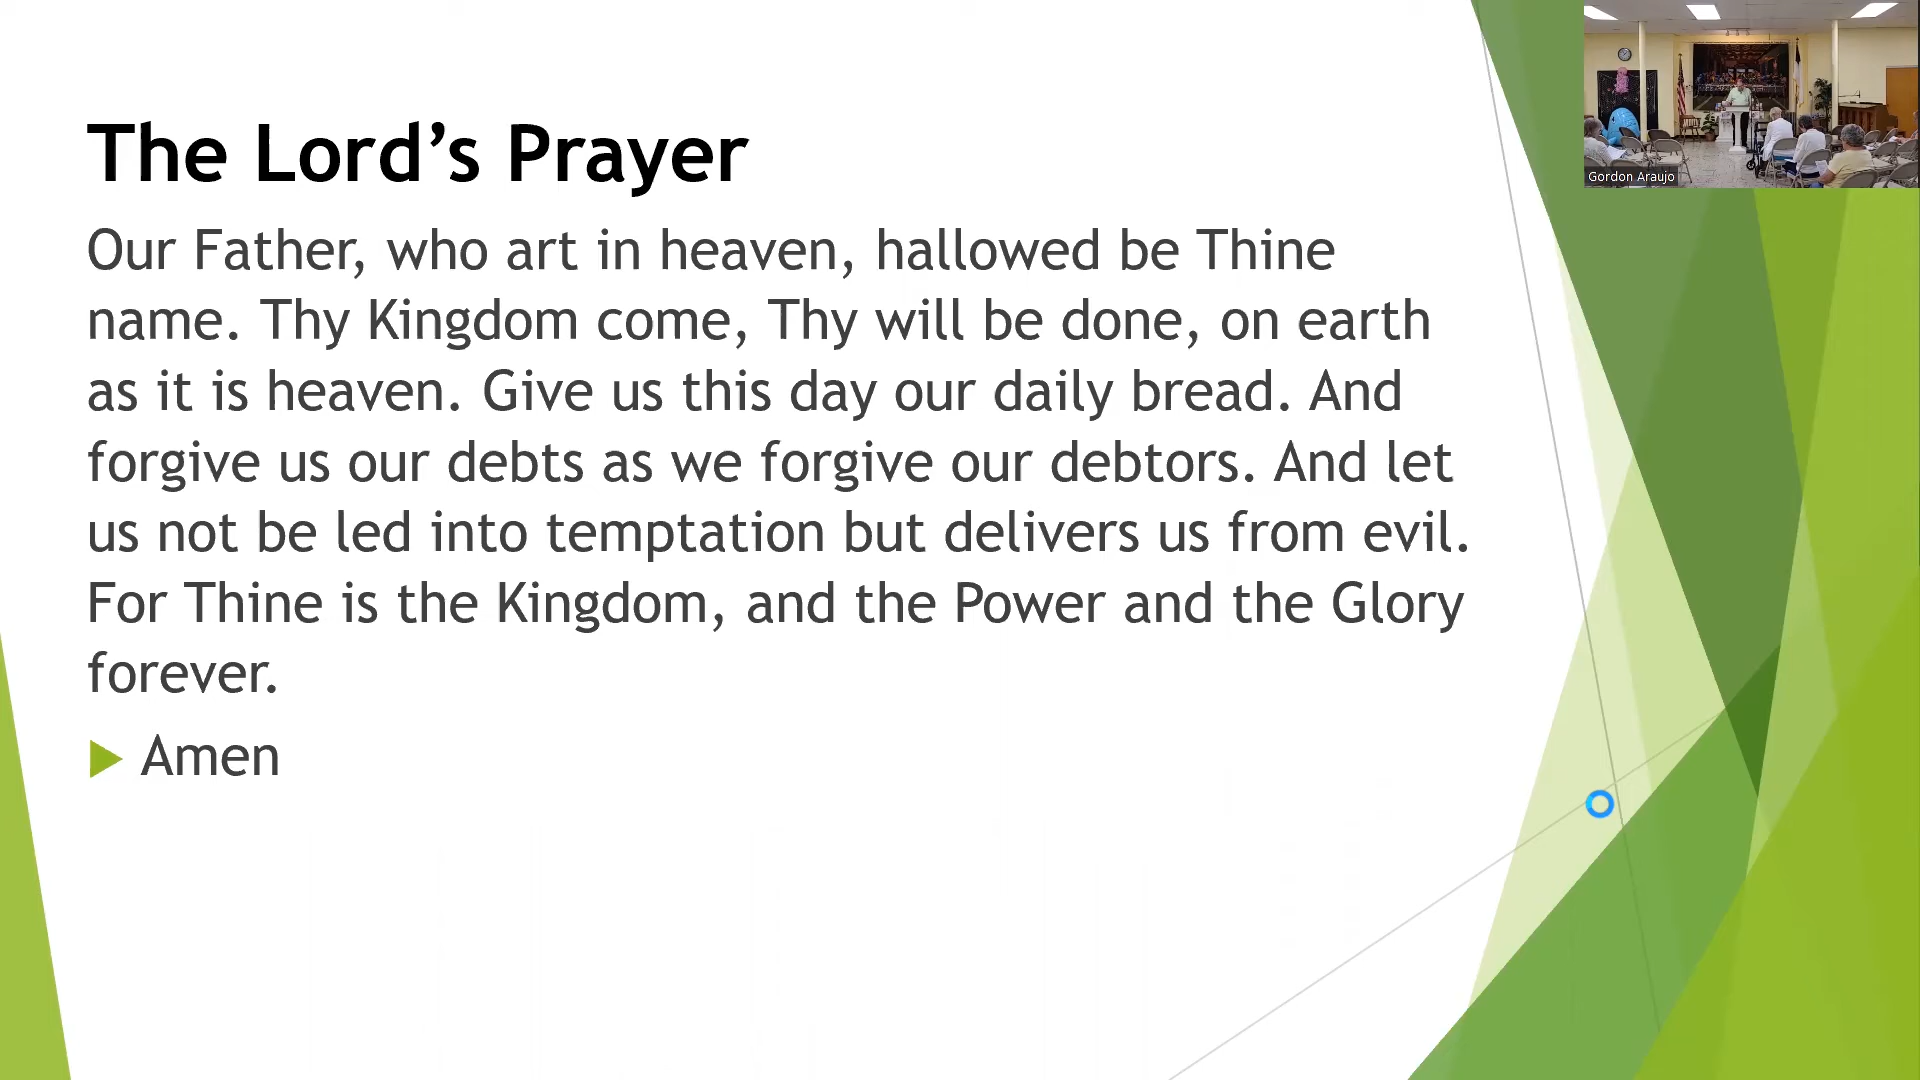 The Lord’s Prayer
Our Father, who art in heaven, hallowed be Thine
name. Thy Kingdom come, Thy will be done, on earth
as it is heaven. Give us this day our daily bread. And
forgive us our debts as we forgive our debtors. And let
us not be led into temptation but delivers us from evil.
For Thine is the Kingdom, and the Power and the Glory
forever.
Amen
Gordon Araujo